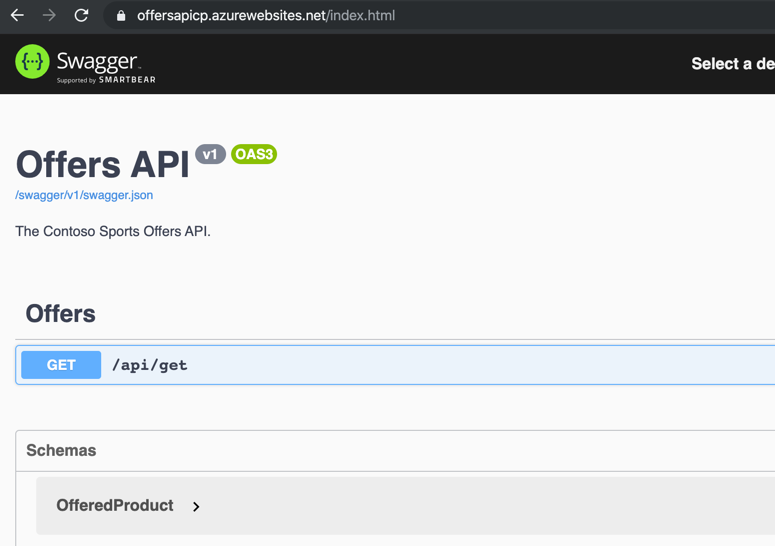 offersapicp.azurewebsites.net/index.html
Swagger
Supported by SMARTBEAR
Select a de
Offers API v1 OAS3
/swagger/v1/swagger.json
The Contoso Sports Offers API.
Offers
GET /api/get
Schemas
OfferedProduct